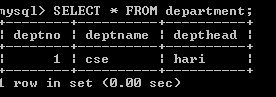 mysql> SELECT * FROM department;
+--------+----------+----------+
| deptno | deptname | depthead |
+--------+----------+----------+
|      1 | cse      | hari     |
+--------+----------+----------+
1 row in set (0.00 sec)